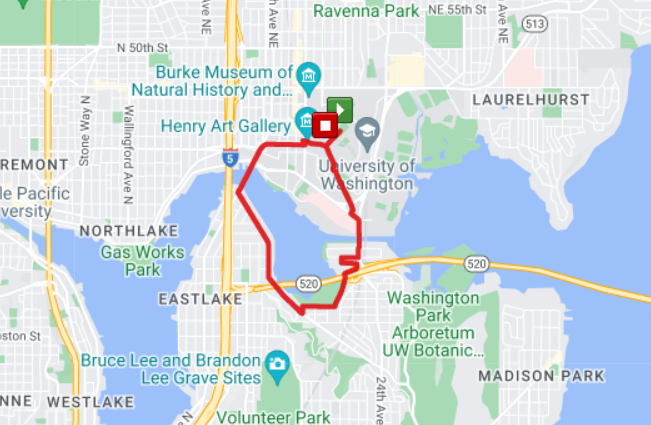 Ravenna Park
NE 55th St
Ave NE
Ave NE
513
N 50th St
Burke Museum of
Natural History and...
LAURELHURST
Stone Way N
Wallingford Ave N
Henry Art Gallery
5
REMONT
University of
Washington
le Pacific
versity
NORTHLAKE
Gas Works
Park
520
520
EASTLAKE
Washington
Park
Arboretum
UW Botanic...
ston St
Bruce Lee and Brandon
Lee Grave Sites
24th Ave
MADISON PARK
NNE
WESTLAKE
Volunteer Park
N